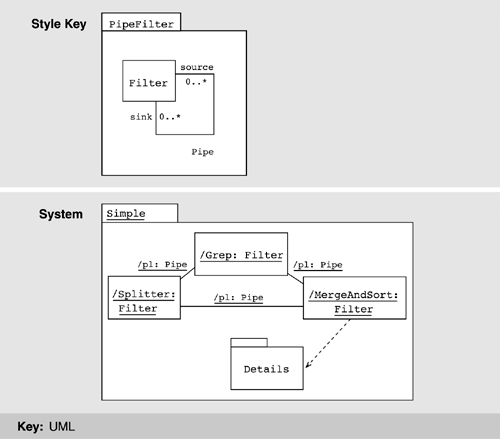 Style Key
PipeFilter
source
Filter
0..*
sink
0..*
Pipe
System
Simple
/Grep: Filter
/pl: Pipe
/pl: Pipe
/Splitter:
Filter
/pl: Pipe
/MergeAndSort:
Filter
Details
Key: UML